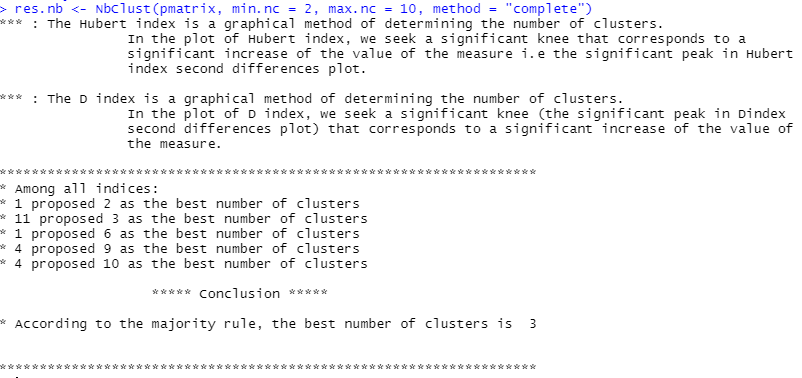 > res.nb <- NbClust(pmatrix, min.nc = 2, max.nc = 10, method = "complete")
*** : The Hubert index is a graphical method of determining the number of clusters.
In the plot of Hubert index, we seek a significant knee that corresponds to a
significant increase of the value of the measure i.e the significant peak in Hubert
index second differences plot.
*** : The D index is a graphical method of determining the number of clusters.
In the plot of D index, we seek a significant knee (the significant peak in Dindex
second differences plot) that corresponds to a significant increase of the value of
the measure.
*******************************************************************
* Among all indices:
* 1 proposed 2 as the best number of clusters
* 11 proposed 3 as the best number of clusters
* 1 proposed 6 as the best number of clusters
* 4 proposed 9 as the best number of clusters
* 4 proposed 10 as the best number of clusters
***** Conclusion *****
* According to the majority rule, the best number of clusters is  3
*******************************************************************